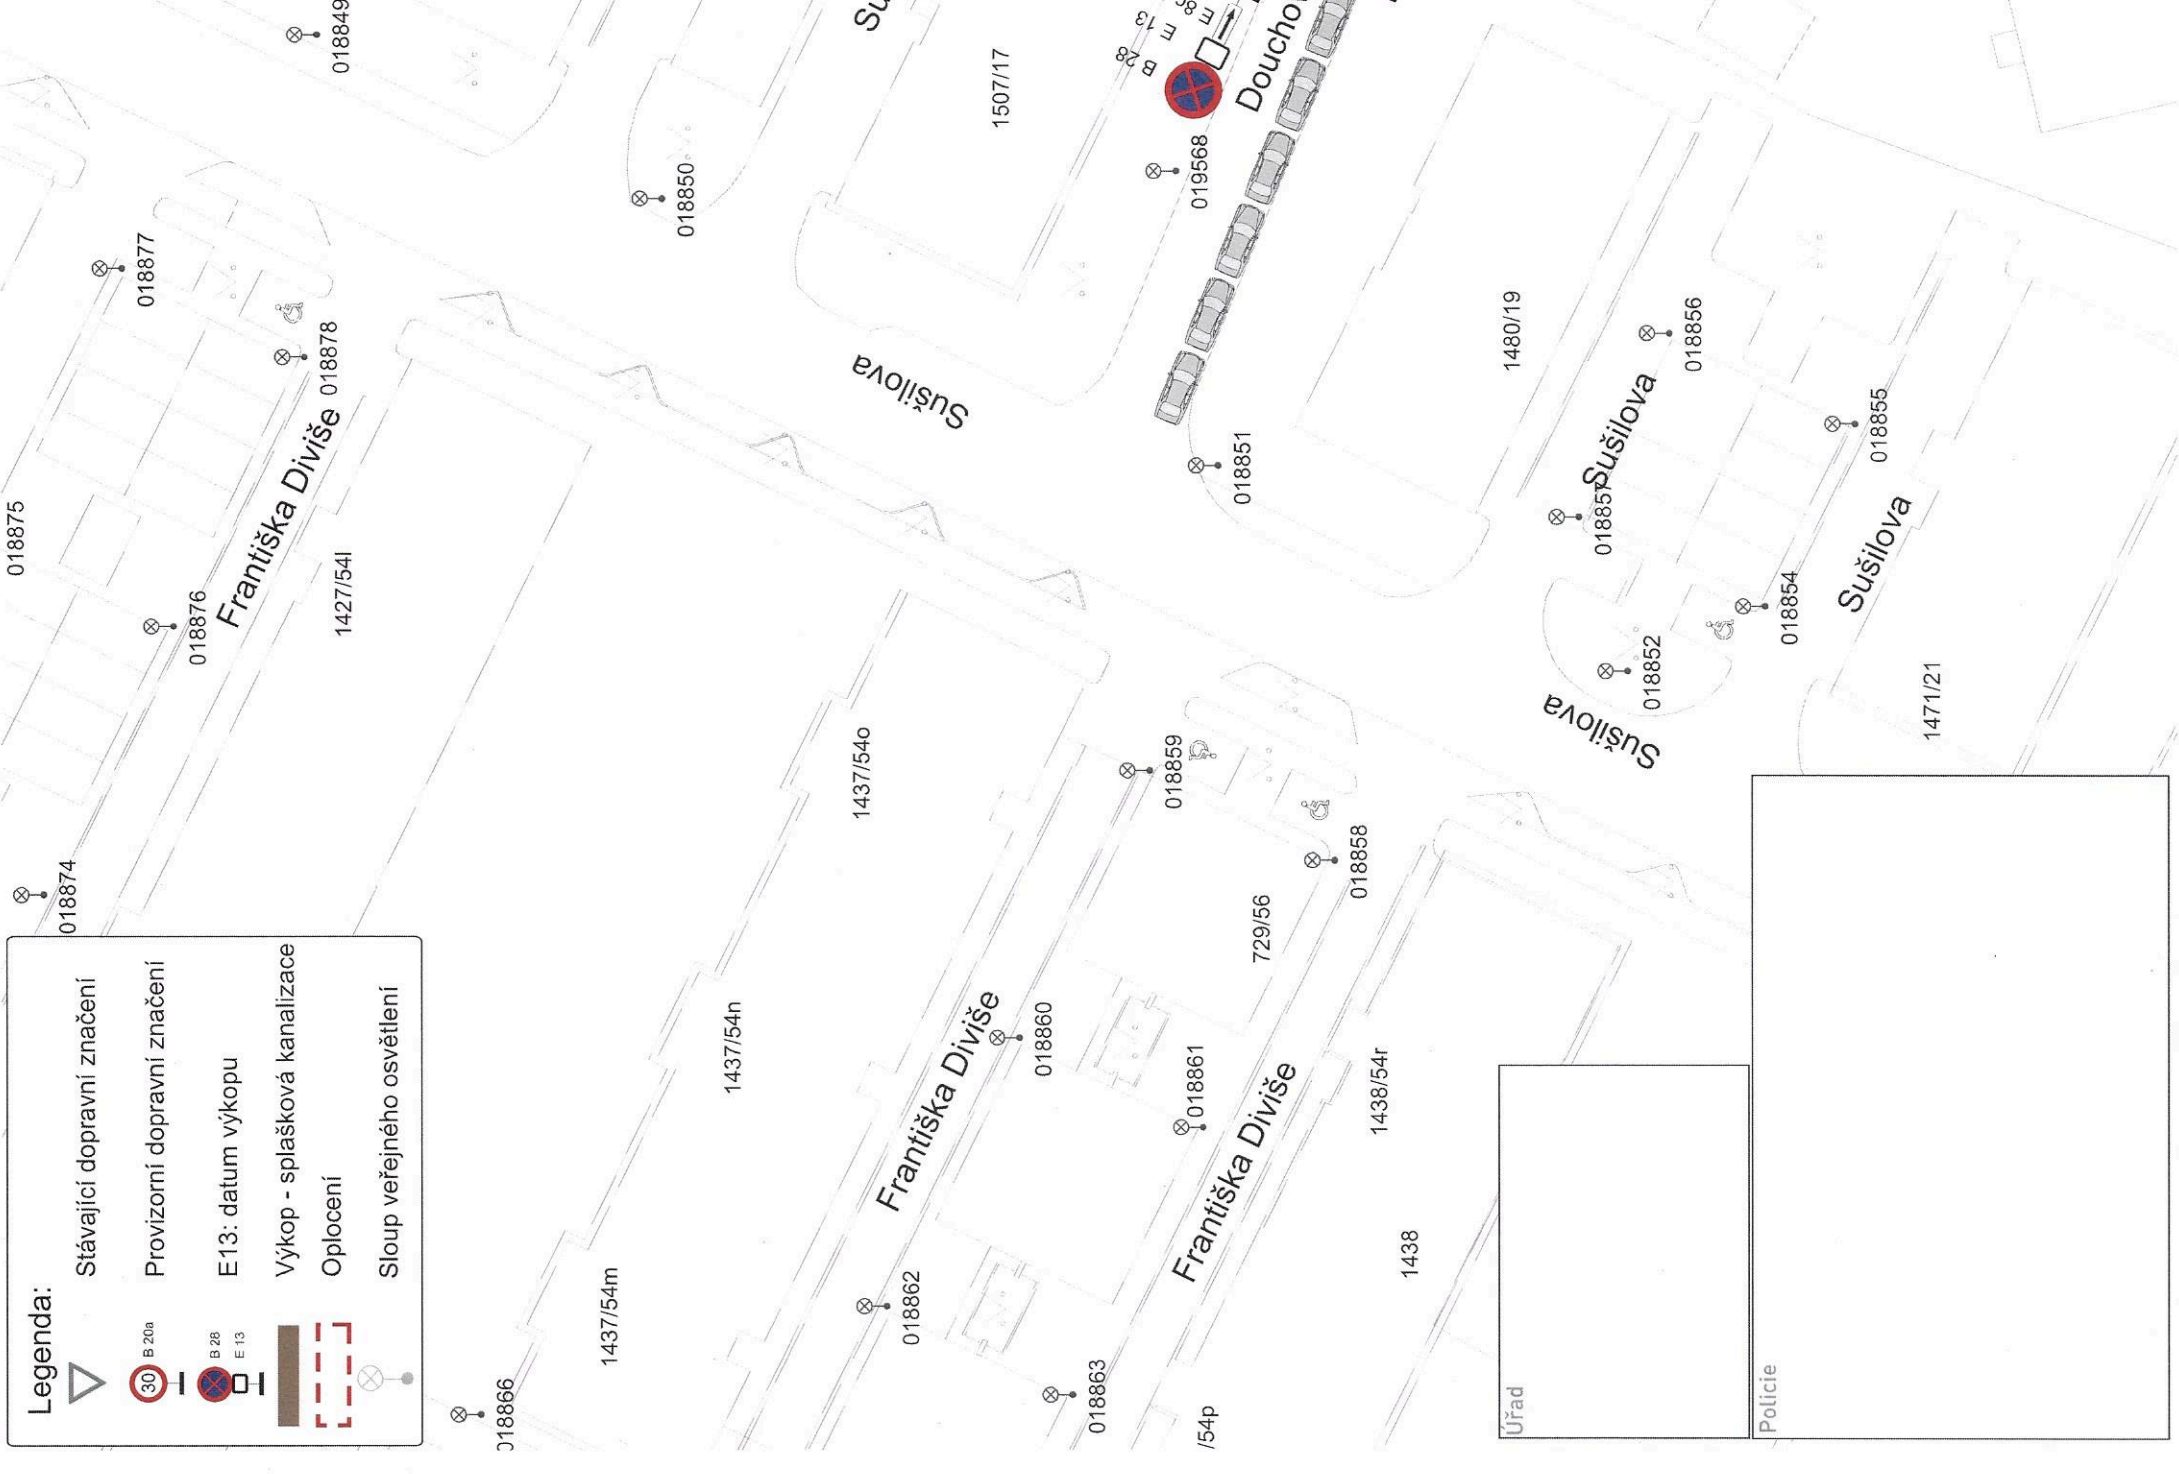 Legenda:
Stávající dopravní značení
30
B 20a
Provizorní dopravní značení
B 28
E 13
E13: datum výkopu
Výkop - splašková kanalizace
Oplocení
Sloup veřejného osvětlení
018849
018850
1507/17
B 28
E 13
019568
018877
018878
018875
018876
018874
Františka Diviše
1427/54l
Sušilova
018851
1480/19
018856
Sušilova
018857
018855
018854
Sušilova
018852
Sušilova
1471/21
1437/54o
018859
018858
729/56
1437/54n
Františka Diviše
018860
018861
Františka Diviše
1438/54r
1438
1437/54m
018862
018863
018866
/54p
Úřad
Policie